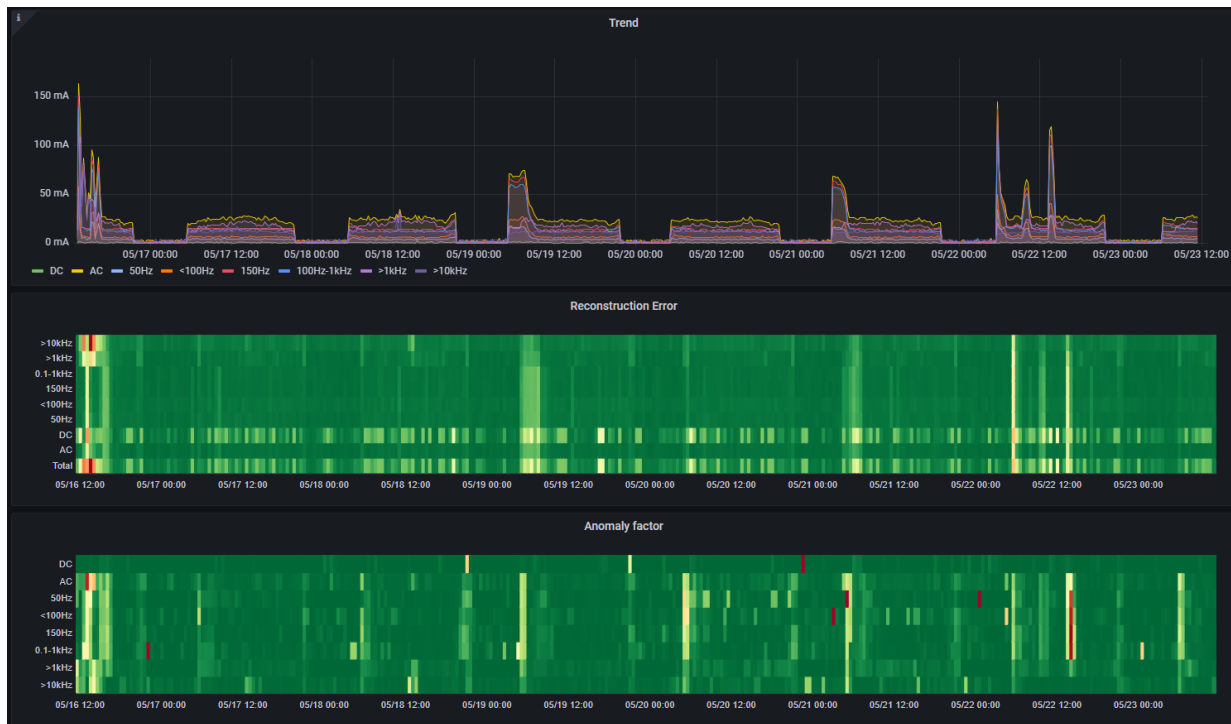 i
Trend
150 mA
100 mA
50 mA
0 mA
05/17 00:00 05/17 12:00 05/18 00:00 05/18 12:00 05/19 00:00 05/19 12:00 05/20 00:00 05/20 12:00 05/21 00:00 05/21 12:00 05/22 00:00 05/22 12:00 05/23 00:00 05/23 12:00
DC AC 50Hz <100Hz 150Hz 100Hz-1kHz >1kHz >10kHz
Reconstruction Error
>10kHz
>1kHz
0.1-1kHz
150Hz
<100Hz
50Hz
DC
AC
Total
05/16 12:00 05/17 00:00 05/17 12:00 05/18 00:00 05/18 12:00 05/19 00:00 05/19 12:00 05/20 00:00 05/20 12:00 05/21 00:00 05/21 12:00 05/22 00:00 05/22 12:00 05/23 00:00
Anomaly factor
DC
AC
50Hz
<100Hz
150Hz
0.1-1kHz
>1kHz
>10kHz
05/16 12:00 05/17 00:00 05/17 12:00 05/18 00:00 05/18 12:00 05/19 00:00 05/19 12:00 05/20 00:00 05/20 12:00 05/21 00:00 05/21 12:00 05/22 00:00 05/22 12:00 05/23 00:00